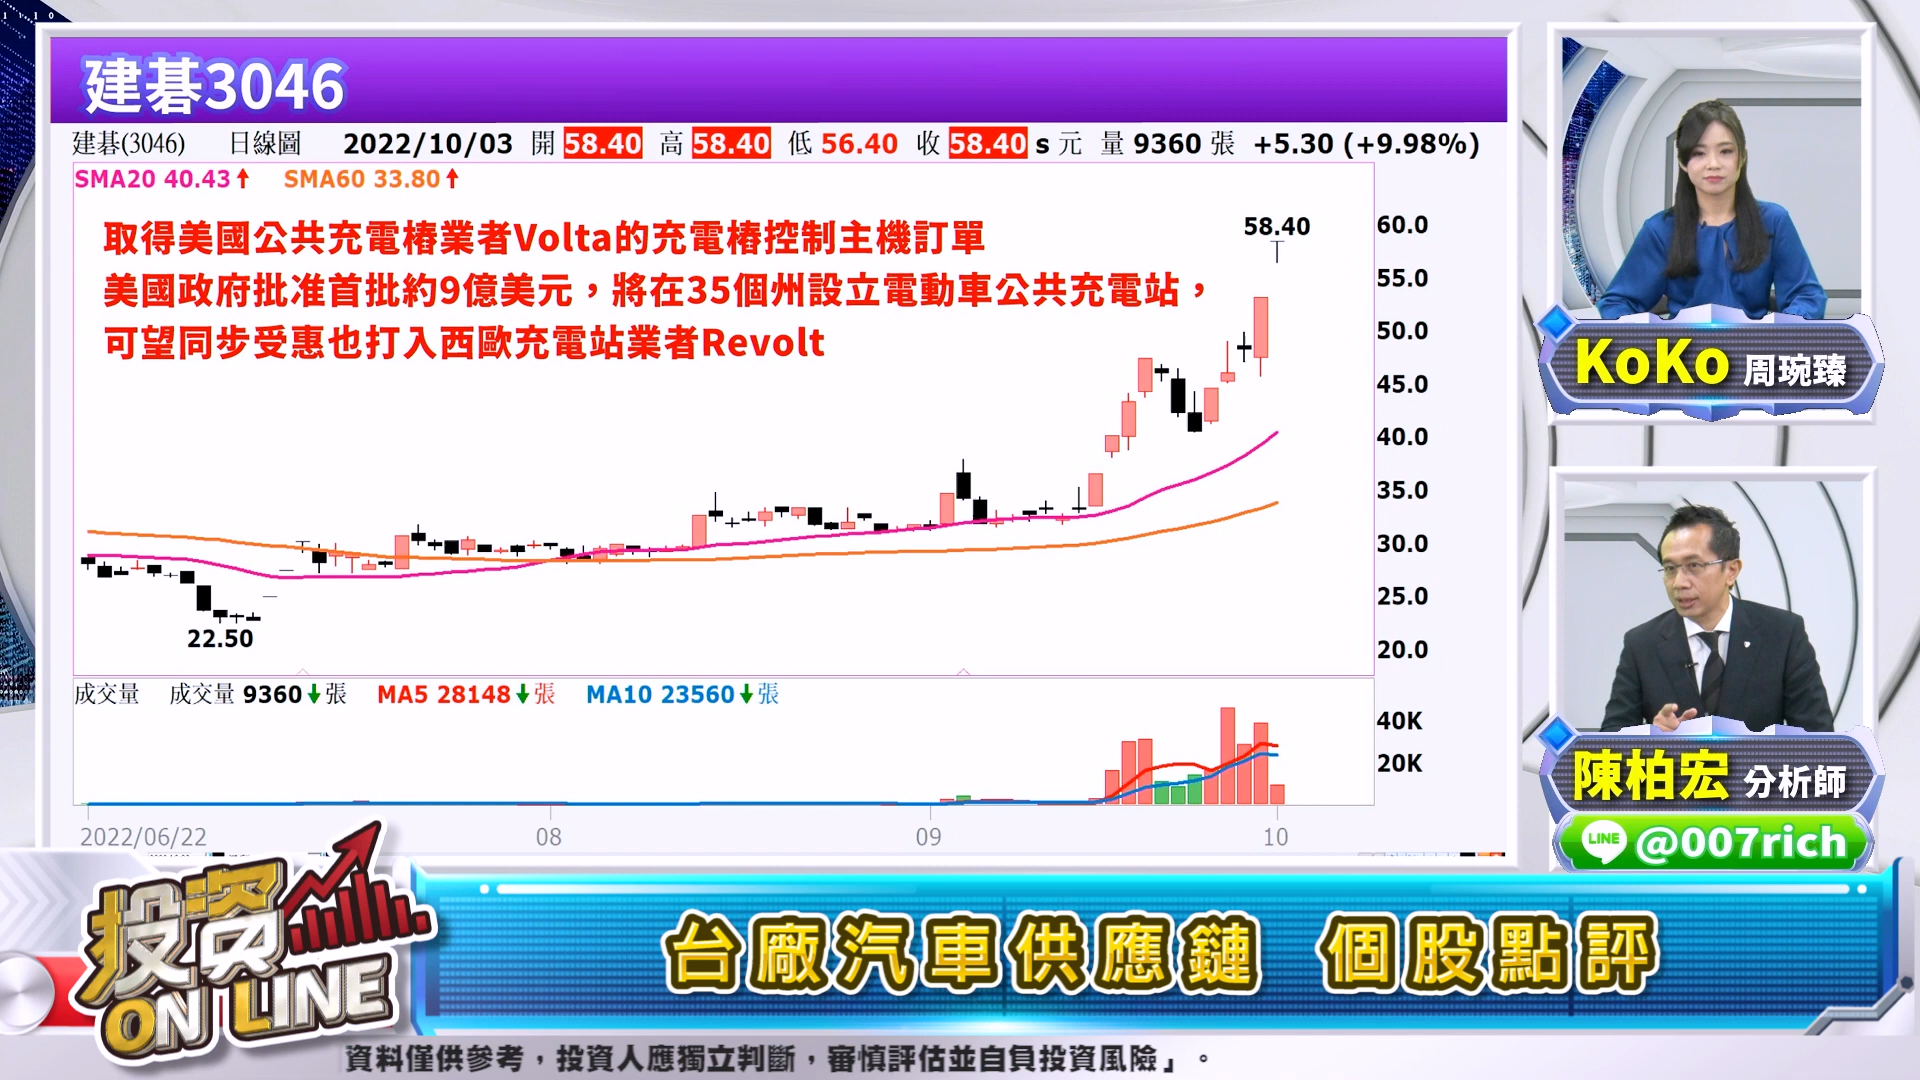 建碁3046
建碁(3046) 日線圖 2022/10/03 開 58.40 高 58.40 低 56.40 收 58.40 s 元 量 9360 張 +5.30 (+9.98%)
SMA20 40.43↑ SMA60 33.80↑
取得美國公共充電樁業者Volta的充電樁控制主機訂單
美國政府批准首批約9億美元，將在35個州設立電動車公共充電站，
可望同步受惠也打入西歐充電站業者Revolt
58.40
22.50
60.0
55.0
50.0
45.0
40.0
35.0
30.0
25.0
20.0
成交量 成交量 9360↓張 MA5 28148↓張 MA10 23560↓張
40K
20K
2022/06/22 08 09 10
KoKo 周琬臻
陳柏宏 分析師
LINE @007rich
投資
ON LINE
台廠汽車供應鏈 個股點評
資料僅供參考，投資人應獨立判斷，審慎評估並自負投資風險」。